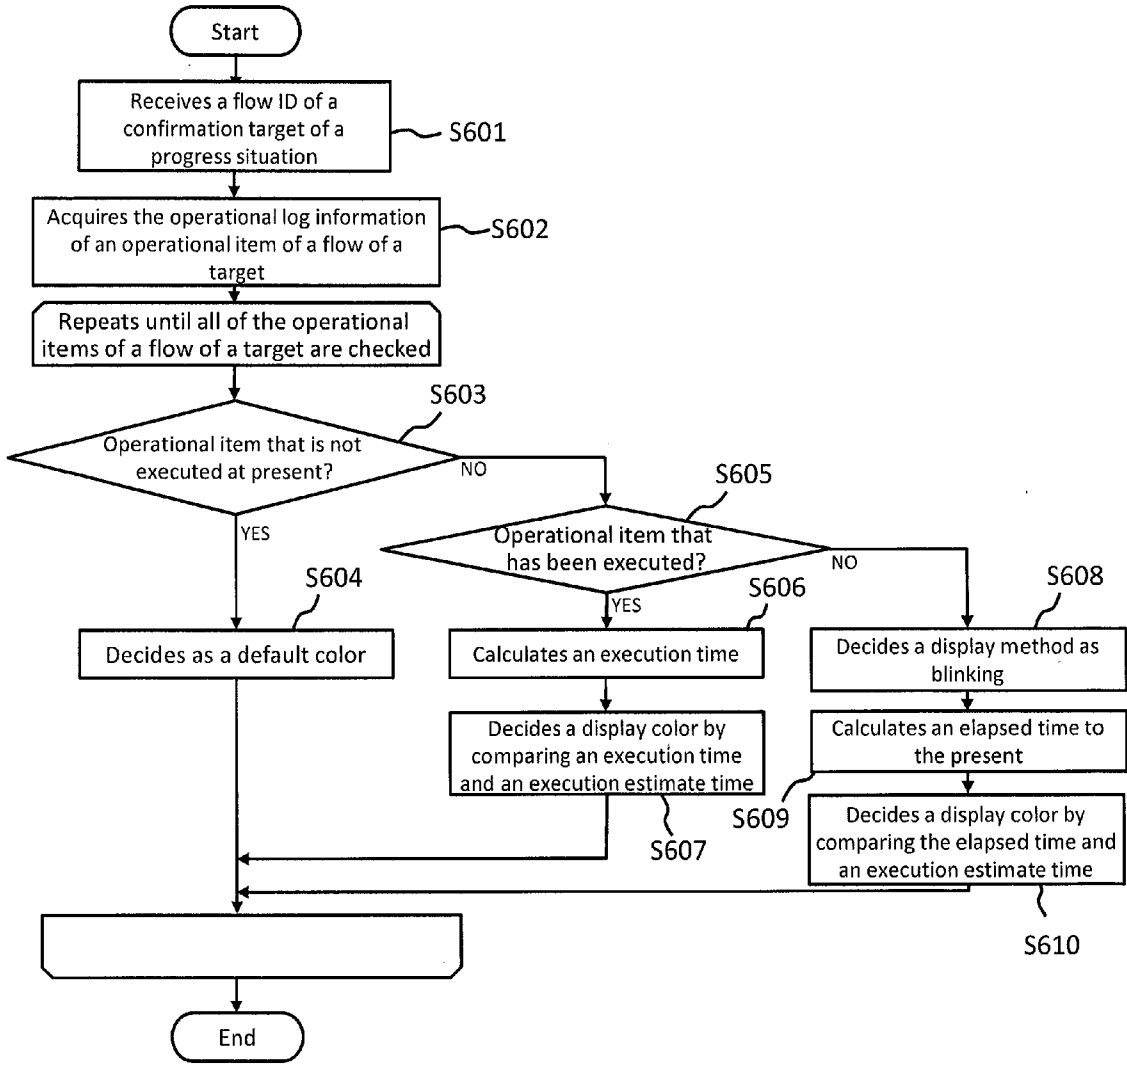 Start
Receives a flow ID of a
confirmation target of a
progress situation
S601
Acquires the operational log information
of an operational item of a flow of a
target
S602
Repeats until all of the operational
items of a flow of a target are checked
S603
Operational item that is not
executed at present?
NO
YES
S605
Operational item that
has been executed?
NO
YES
S604
Decides as a default color
S606
Calculates an execution time
S608
Decides a display method as
blinking
Decides a display color by
comparing an execution time
and an execution estimate time
S607
Calculates an elapsed time to
the present
S609
Decides a display color by
comparing the elapsed time and
an execution estimate time
S610
End